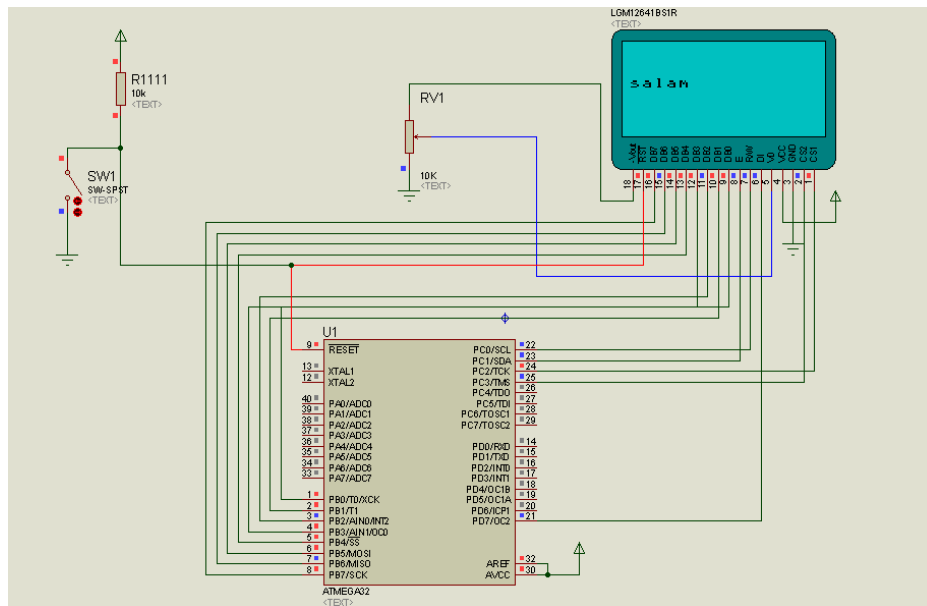 LGM12641BS1R
<TEXT>
salam
-Vout RST DB7 DB6 DB5 DB4 DB3 DB2 DB1 DB0 E R/W DI V0 VCC GND CS2 CS1
18 17 16 15 14 13 12 11 10 9 8 7 6 5 4 3 2 1
R1111
10k
<TEXT>
RV1
10K
<TEXT>
SW1
SW-SPST
<TEXT>
U1
9 RESET
13 XTAL1
12 XTAL2
40 PA0/ADC0
39 PA1/ADC1
38 PA2/ADC2
37 PA3/ADC3
36 PA4/ADC4
35 PA5/ADC5
34 PA6/ADC6
33 PA7/ADC7
1 PB0/T0/XCK
2 PB1/T1
3 PB2/AIN0/INT2
4 PB3/AIN1/OC0
5 PB4/SS
6 PB5/MOSI
7 PB6/MISO
8 PB7/SCK
PC0/SCL 22
PC1/SDA 23
PC2/TCK 24
PC3/TMS 25
PC4/TDO 26
PC5/TDI 27
PC6/TOSC1 28
PC7/TOSC2 29
PD0/RXD 14
PD1/TXD 15
PD2/INT0 16
PD3/INT1 17
PD4/OC1B 18
PD5/OC1A 19
PD6/ICP1 20
PD7/OC2 21
AREF 32
AVCC 30
ATMEGA32
<TEXT>